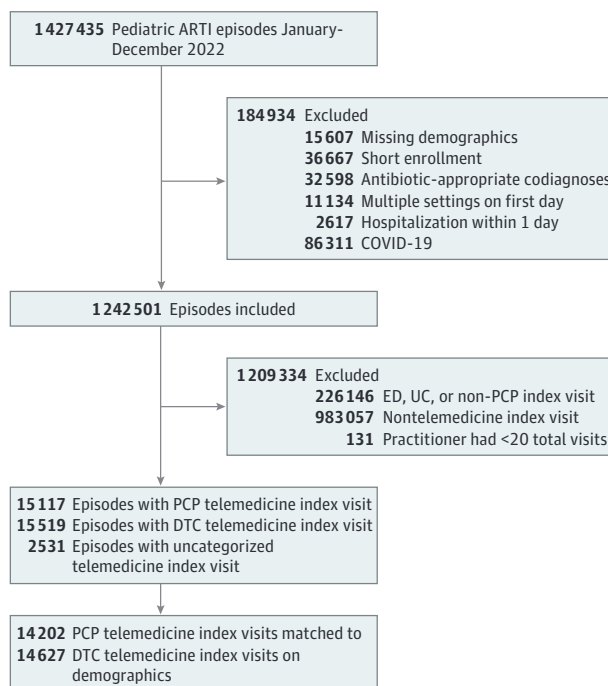 1427435 Pediatric ARTI episodes January-
December 2022
184934 Excluded
15607 Missing demographics
36667 Short enrollment
32598 Antibiotic-appropriate codiagnoses
11134 Multiple settings on first day
2617 Hospitalization within 1 day
86311 COVID-19
1242501 Episodes included
1209334 Excluded
226146 ED, UC, or non-PCP index visit
983057 Nontelemedicine index visit
131 Practitioner had <20 total visits
15117 Episodes with PCP telemedicine index visit
15519 Episodes with DTC telemedicine index visit
2531 Episodes with uncategorized
telemedicine index visit
14202 PCP telemedicine index visits matched to
14627 DTC telemedicine index visits on
demographics